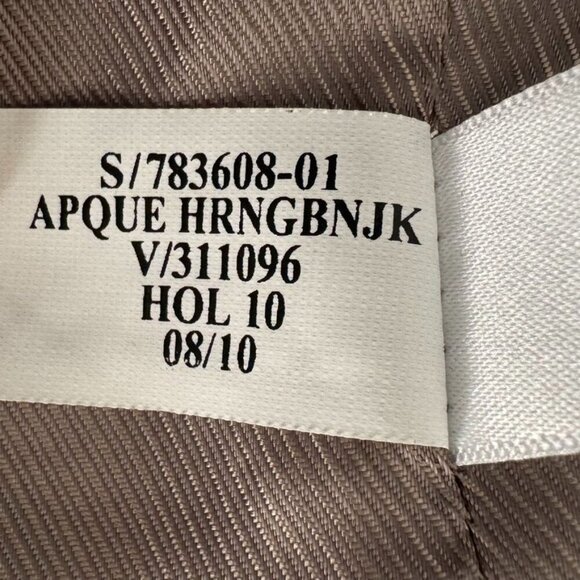 S/783608-01
APQUE HRNGBNJK
V/311096
HOL 10
08/10